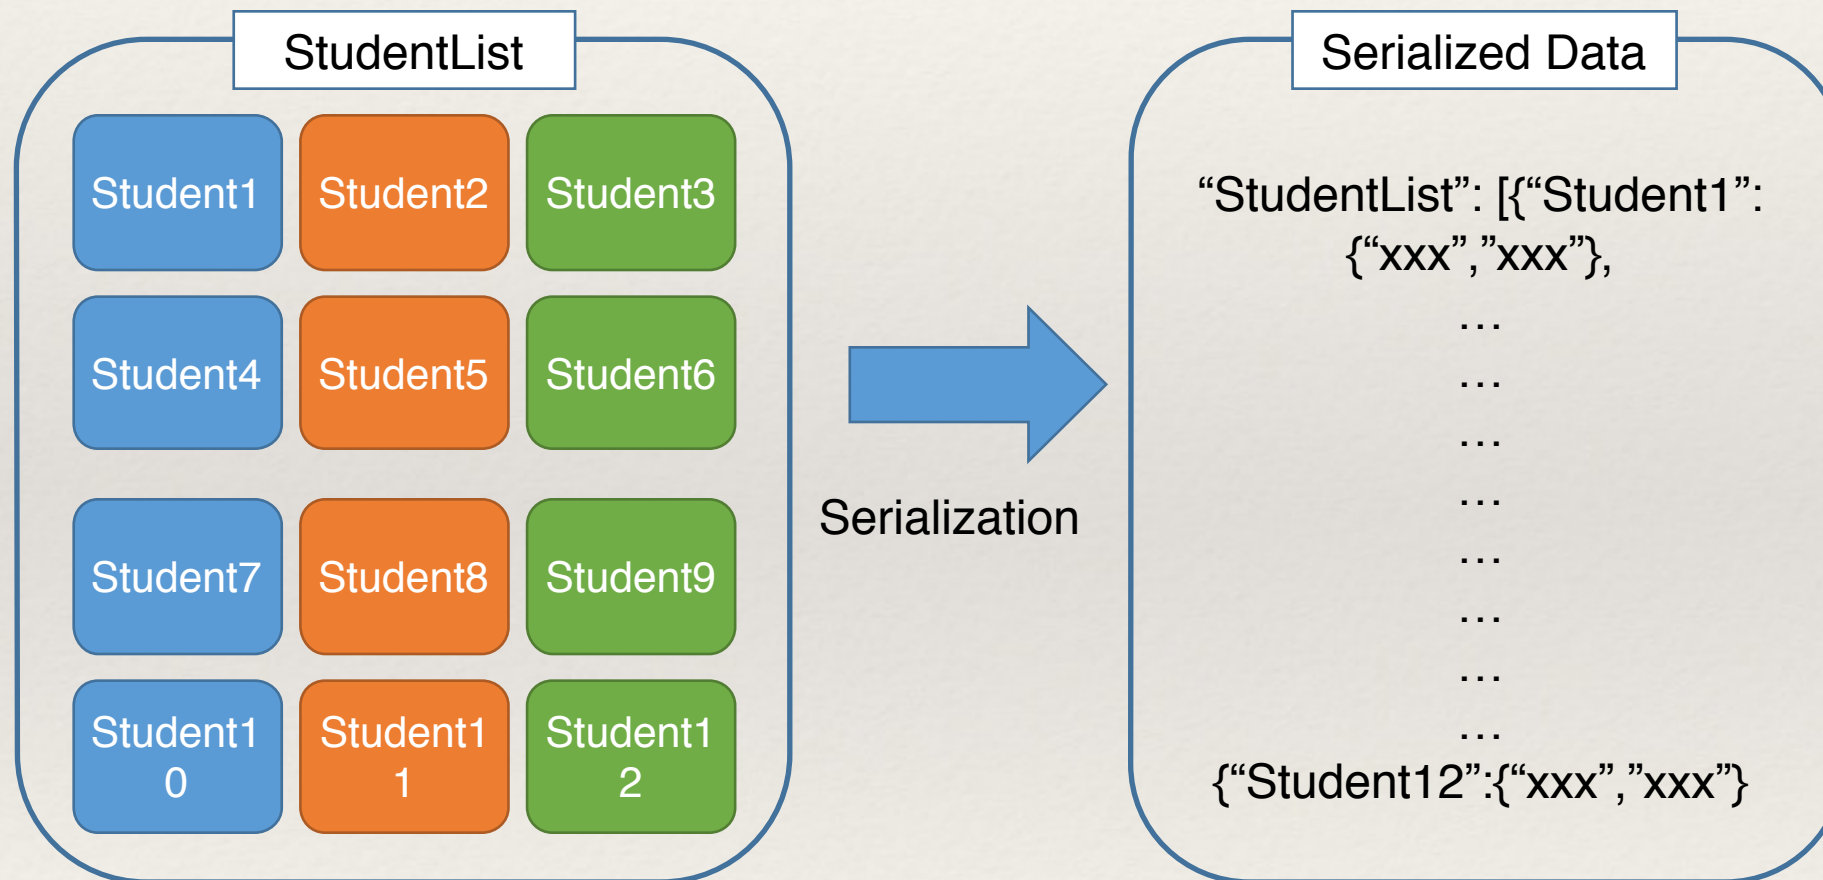 StudentList
Student1
Student2
Student3
Student4
Student5
Student6
Student7
Student8
Student9
Student1
0
Student1
1
Student1
2
Serialization
Serialized Data
“StudentList”: [{“Student1”:
{“xxx”,”xxx”},
…
…
…
…
…
…
…
…
{“Student12”:{“xxx”,”xxx”}